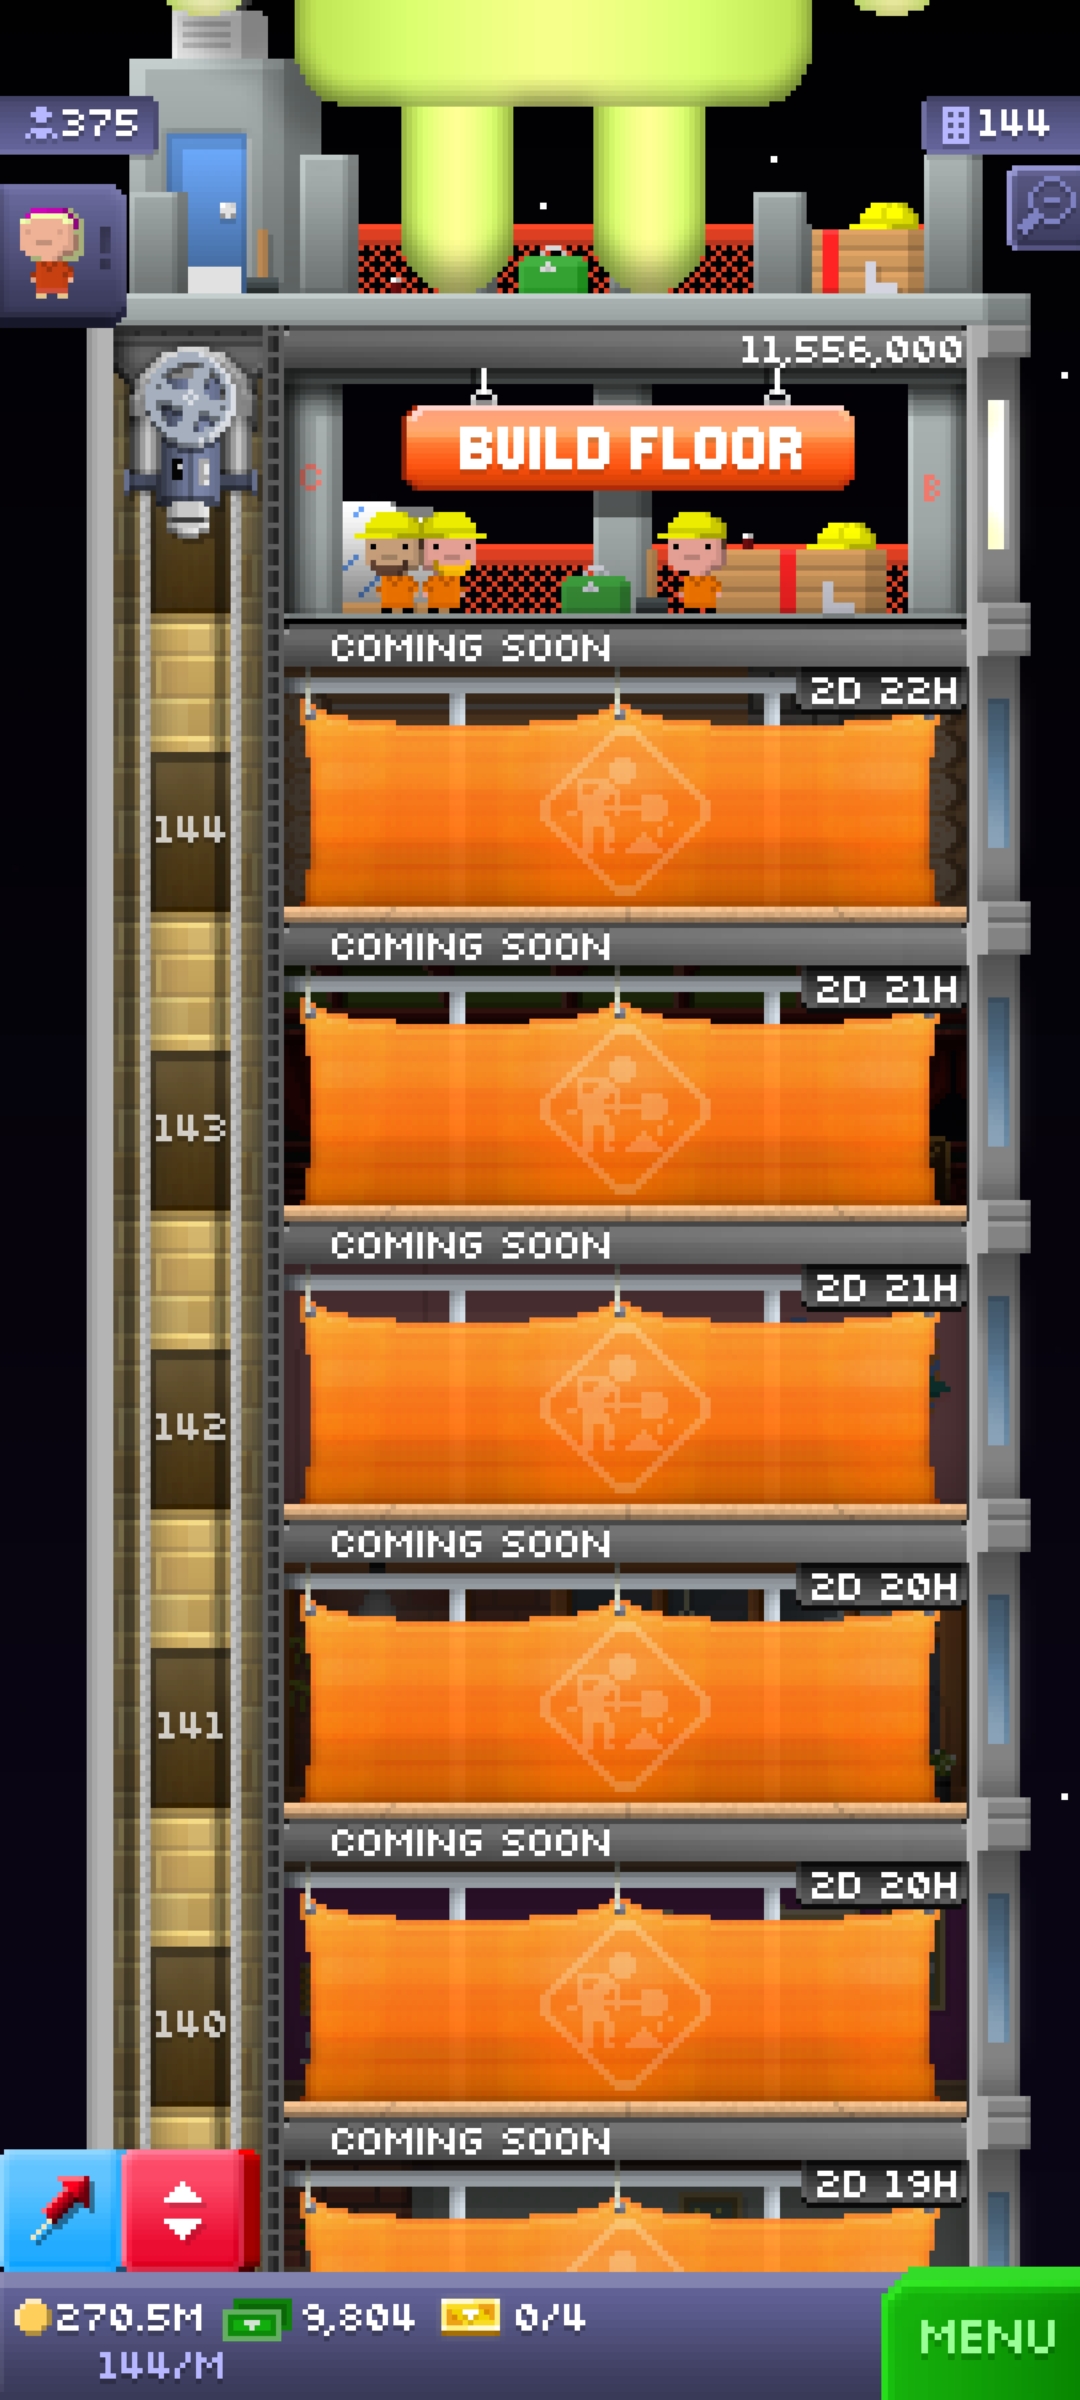 375
144
11,556,000
BUILD FLOOR
C
B
COMING SOON
2D 22H
144
COMING SOON
2D 21H
143
COMING SOON
2D 21H
142
COMING SOON
2D 20H
141
COMING SOON
2D 20H
140
COMING SOON
2D 19H
270.5M 9,804 0/4
144/M
MENU